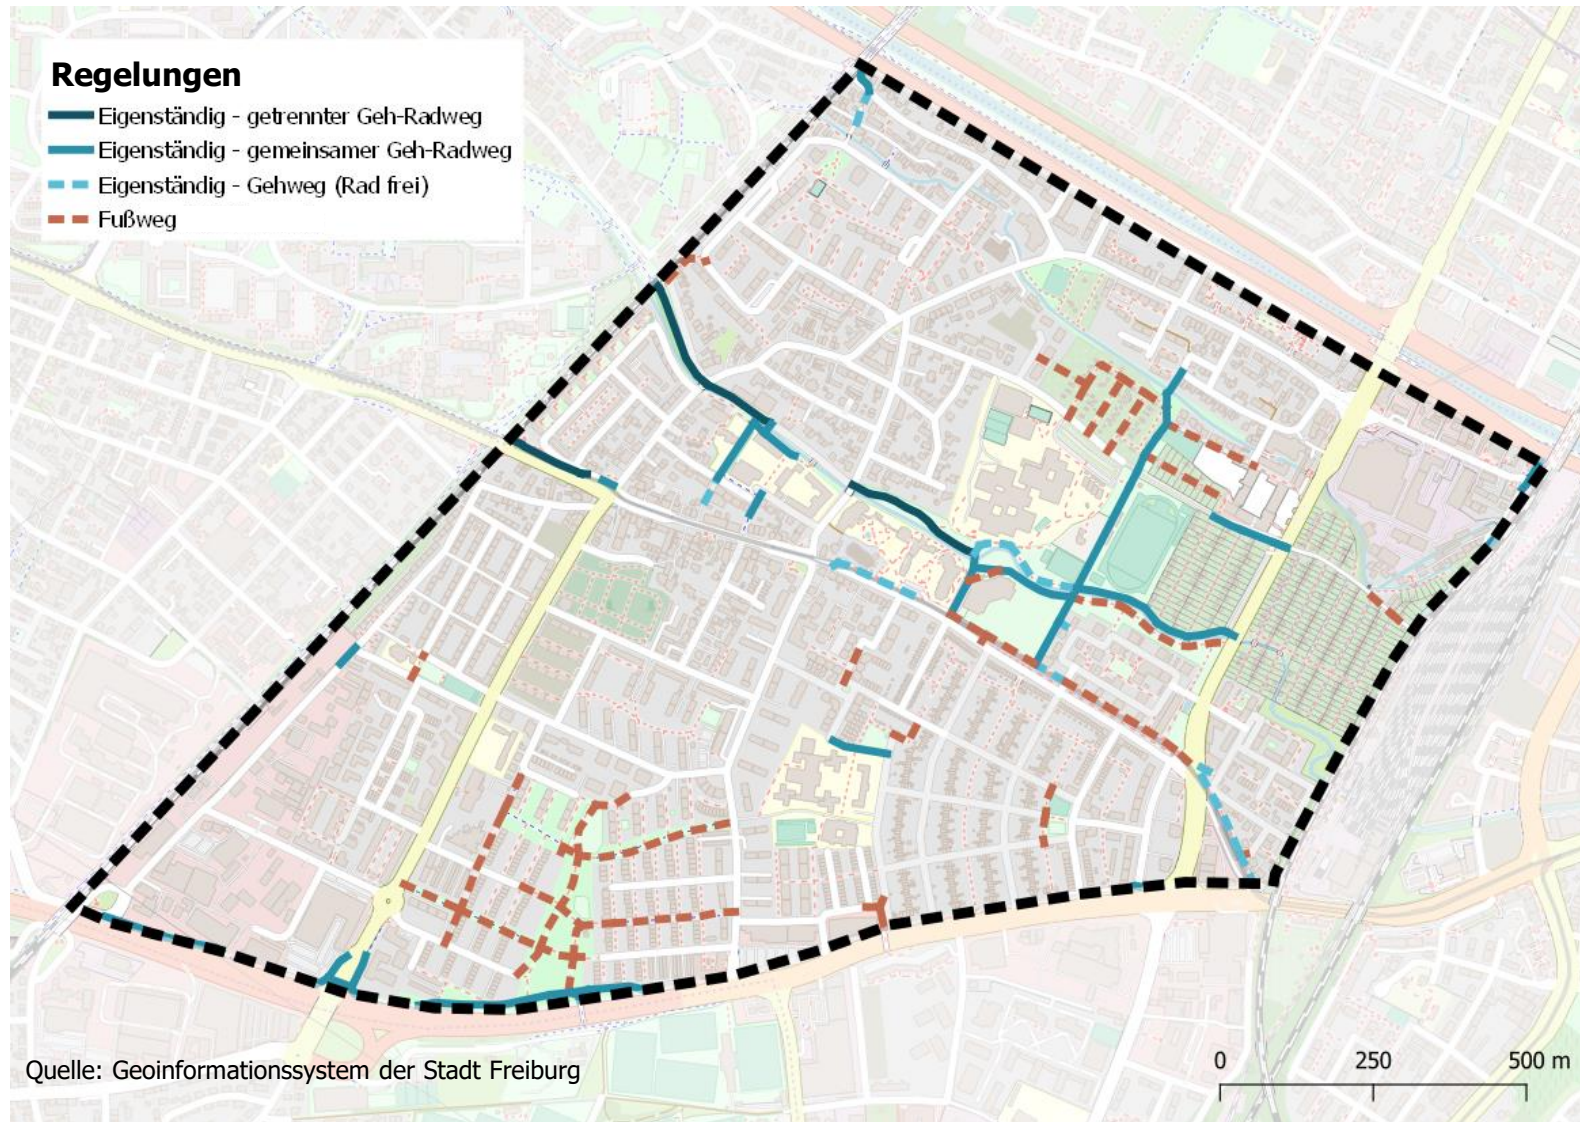 Regelungen
Eigenständig - getrennter Geh-Radweg
Eigenständig - gemeinsamer Geh-Radweg
Eigenständig - Gehweg (Rad frei)
Fußweg
Quelle: Geoinformationssystem der Stadt Freiburg
0 250 500 m